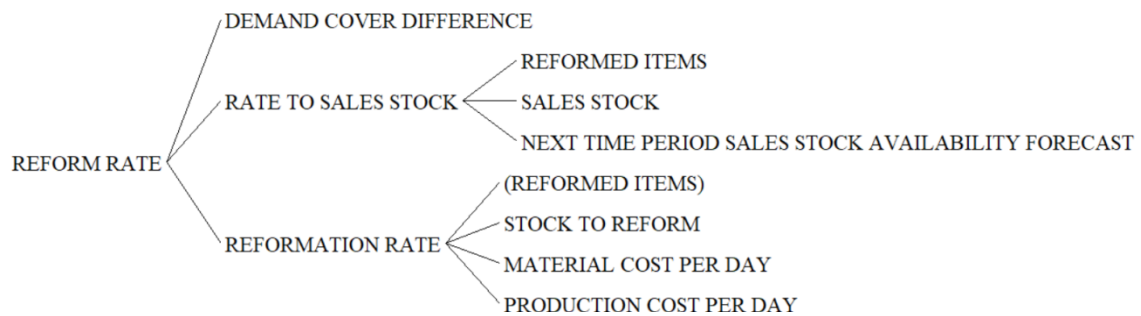 DEMAND COVER DIFFERENCE
REFORMED ITEMS
RATE TO SALES STOCK
SALES STOCK
NEXT TIME PERIOD SALES STOCK AVAILABILITY FORECAST
REFORM RATE
(REFORMED ITEMS)
STOCK TO REFORM
REFORMATION RATE
MATERIAL COST PER DAY
PRODUCTION COST PER DAY